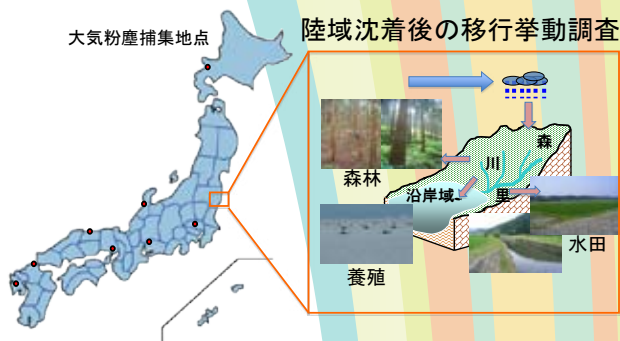 陸域沈着後の移行挙動調査
大気粉塵捕集地点
森
川
森林
沿岸域
里
水田
養殖